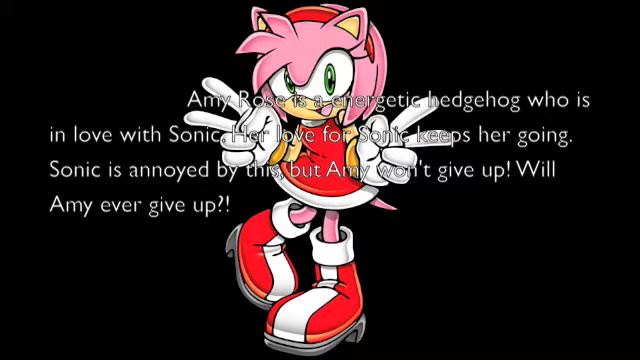 Amy Rose is a energetic hedgehog who is
in love with Sonic. Her love for Sonic keeps her going.
Sonic is annoyed by this, but Amy won't give up! Will
Amy ever give up?!